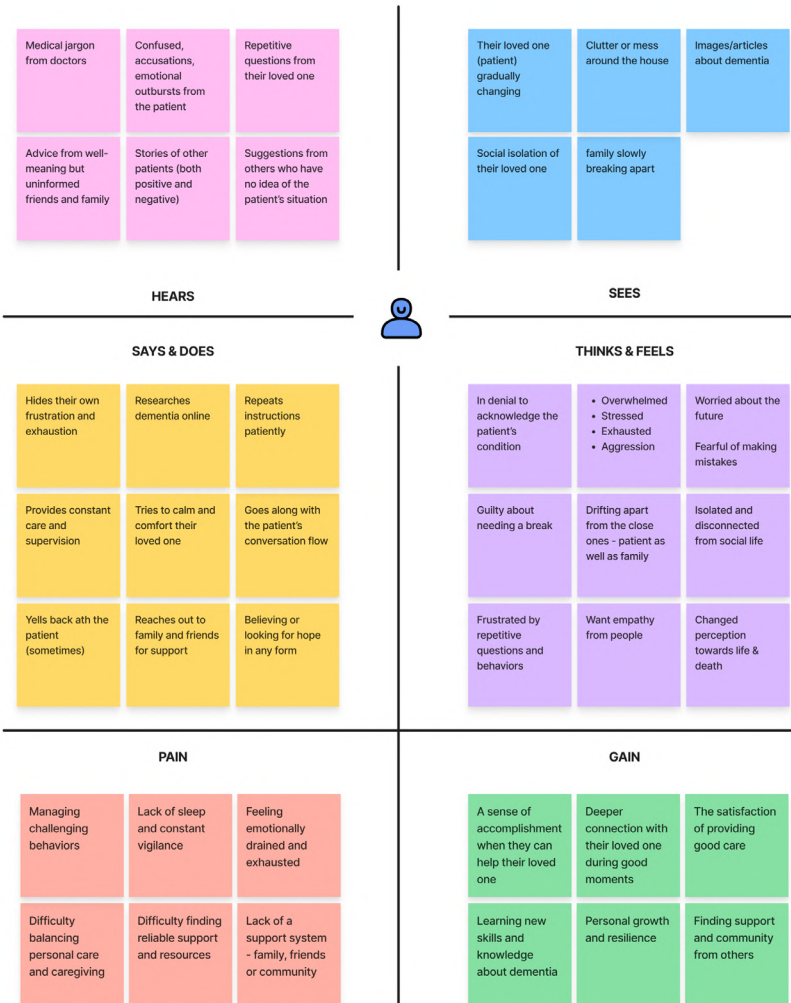 Medical jargon
from doctors
Confused,
accusations,
emotional
outbursts from
the patient
Repetitive
questions from
their loved one
Advice from well-
meaning but
uninformed
friends and family
Stories of other
patients (both
positive and
negative)
Suggestions from
others who have
no idea of the
patient's situation
HEARS
Their loved one
(patient)
gradually
changing
Clutter or mess
around the house
Images/articles
about dementia
Social isolation of
their loved one
family slowly
breaking apart
SEES
SAYS & DOES
Hides their own
frustration and
exhaustion
Researches
dementia online
Repeats
instructions
patiently
Provides constant
care and
supervision
Tries to calm and
comfort their
loved one
Goes along with
the patient's
conversation flow
Yells back ath the
patient
(sometimes)
Reaches out to
family and friends
for support
Believing or
looking for hope
in any form
THINKS & FEELS
In denial to
acknowledge the
patient's
condition
• Overwhelmed
• Stressed
• Exhausted
• Aggression
Worried about the
future
Fearful of making
mistakes
Guilty about
needing a break
Drifting apart
from the close
ones - patient as
well as family
Isolated and
disconnected
from social life
Frustrated by
repetitive
questions and
behaviors
Want empathy
from people
Changed
perception
towards life &
death
PAIN
Managing
challenging
behaviors
Lack of sleep
and constant
vigilance
Feeling
emotionally
drained and
exhausted
Difficulty
balancing
personal care
and caregiving
Difficulty finding
reliable support
and resources
Lack of a
support system
- family, friends
or community
GAIN
A sense of
accomplishment
when they can
help their loved
one
Deeper
connection with
their loved one
during good
moments
The satisfaction
of providing
good care
Learning new
skills and
knowledge
about dementia
Personal growth
and resilience
Finding support
and community
from others